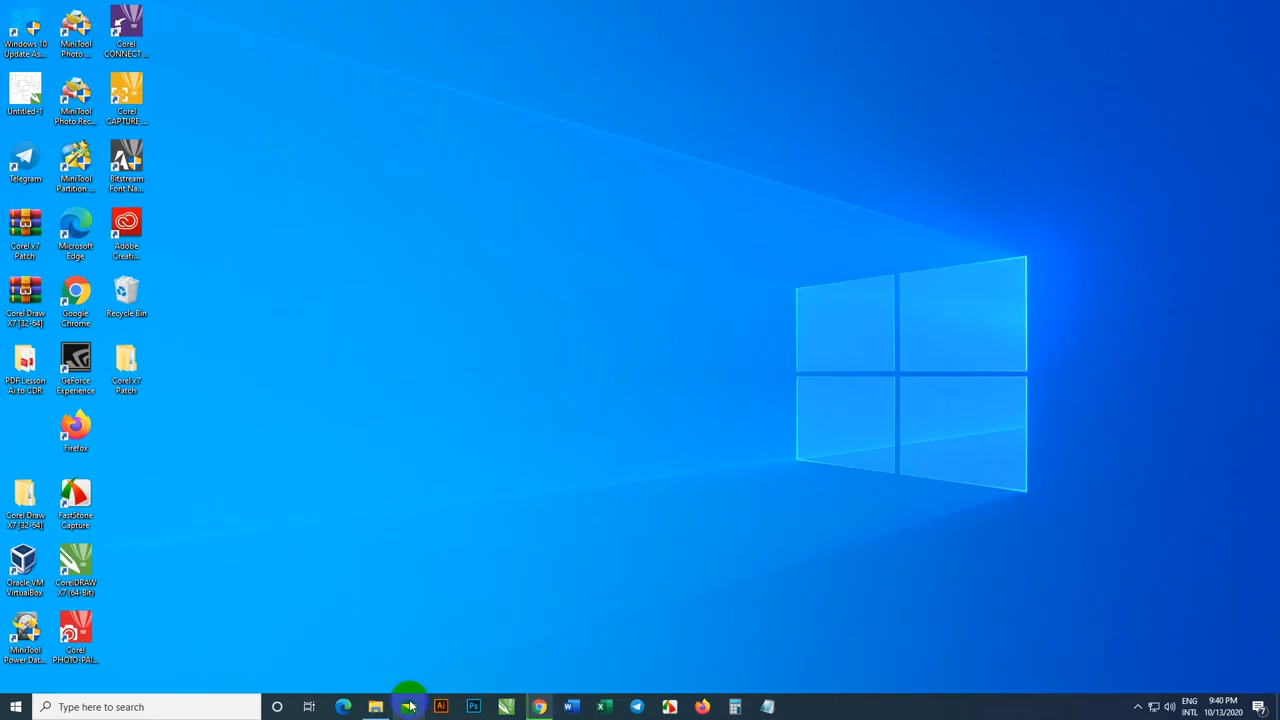 Windows 10
Update As...
MiniTool
Photo ...
Corel
CONNECT ...
Untitled-1
MiniTool
Photo Rec...
Corel
CAPTURE ...
Telegram
MiniTool
Partition ...
Bitstream
Font Na...
Corel x7
Patch
Microsoft
Edge
Adobe
Creati...
Corel Draw
X7 [32-64]
Google
Chrome
Recycle Bin
PDF Lesson
Ai to CDR
GeForce
Experience
Corel x7
Patch
Firefox
Corel Draw
X7 [32-64]
FastStone
Capture
Oracle VM
VirtualBox
CorelDRAW
X7 (64-Bit)
MiniTool
Power Dat...
Corel
PHOTO-PAI...
Type here to search
Ai
Ps
ENG
INTL
9:40 PM
10/13/2020